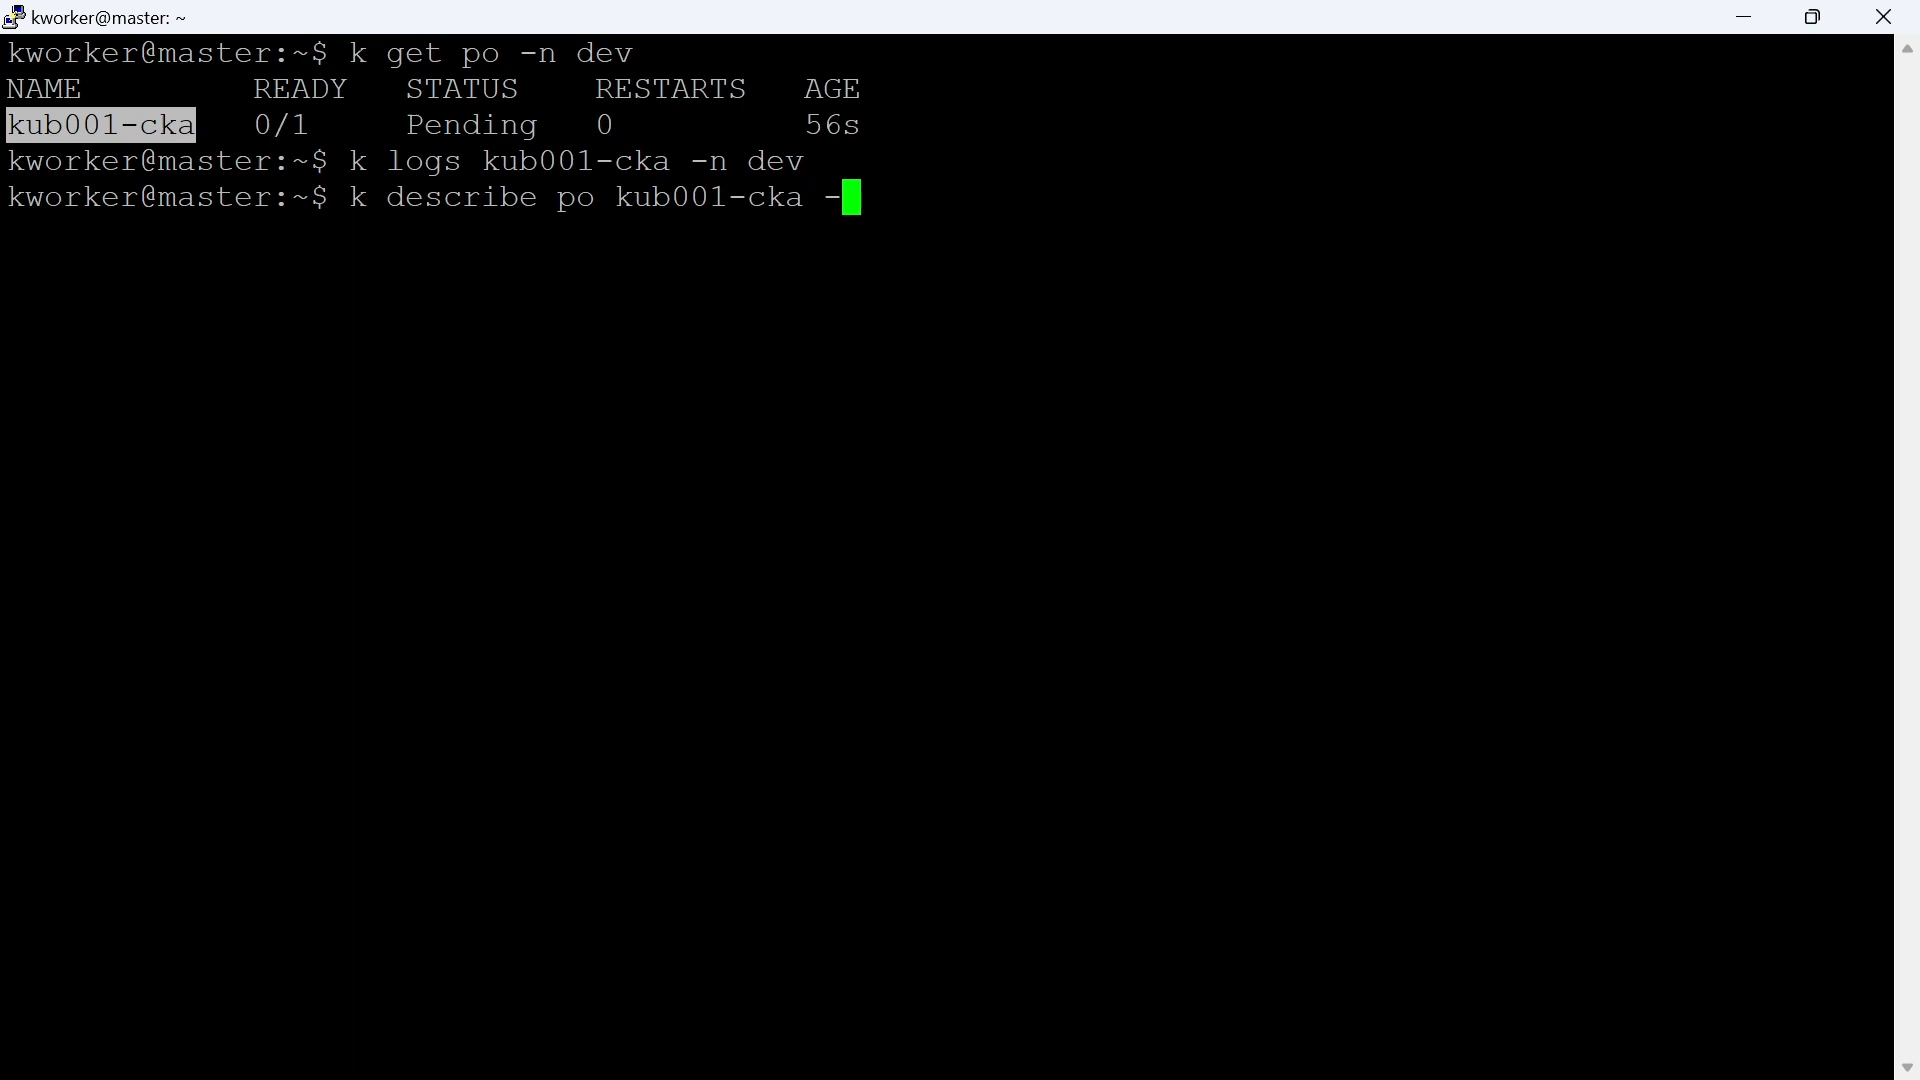 kworker@master: ~
kworker@master:~$ k get po -n dev
NAME         READY   STATUS    RESTARTS   AGE
kub001-cka   0/1     Pending   0          56s
kworker@master:~$ k logs kub001-cka -n dev
kworker@master:~$ k describe po kub001-cka -